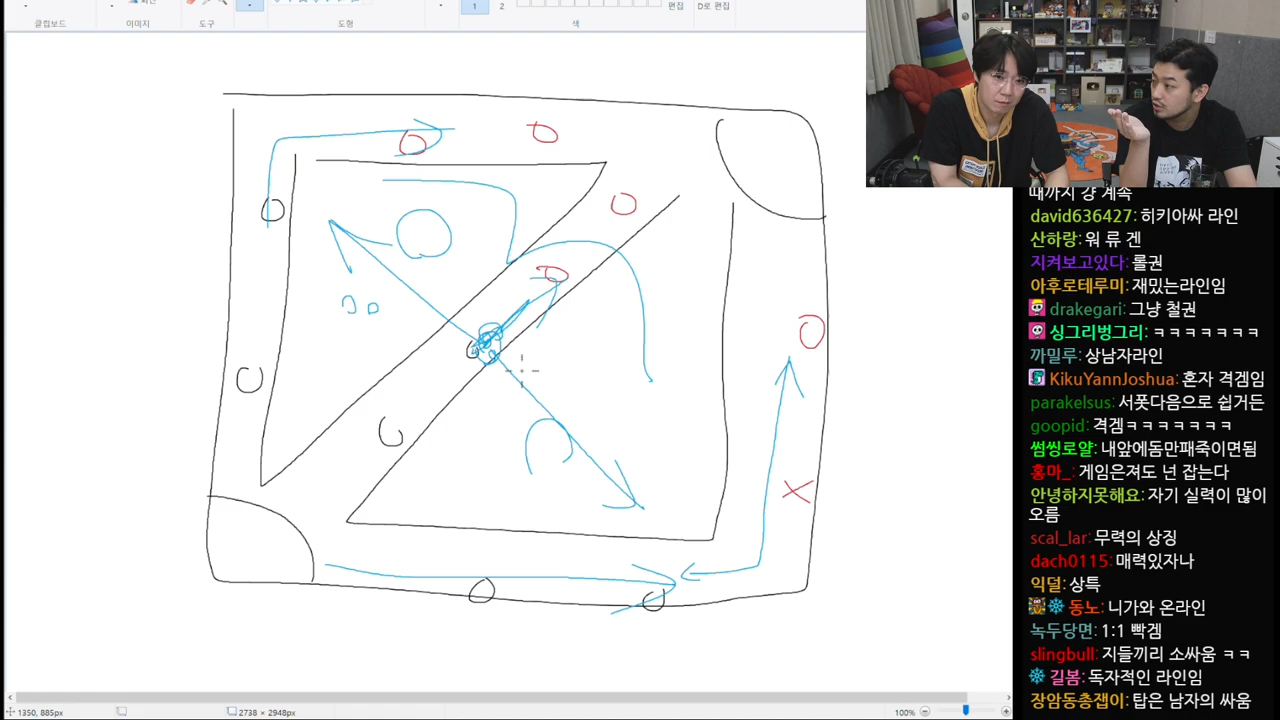 클립보드
이미지
도구
도형
1
2
색
편집
D로 편집
때까지 걍 계속
david636427: 히키아싸 라인
산하랑: 워 류 겐
지켜보고있다: 롤권
아후로테루미: 재밌는라인임
drakegari: 그냥 철권
싱그리벙그리: ㅋㅋㅋㅋㅋㅋㅋ
까밀루: 상남자라인
KikuYannJoshua: 혼자 격겜임
parakelsus: 서폿다음으로 쉽거든
goopid: 격겜ㅋㅋㅋㅋㅋㅋㅋ
썸씽로얄: 내앞에돔만패죽이면됨
홍마_: 게임은져도 넌 잡는다
안녕하지못해요: 자기 실력이 많이
오름
scal_lar: 무력의 상징
dach0115: 매력있자나
익덜: 상특
동노: 니가와 온라인
녹두당면: 1:1 빡겜
slingbull: 지들끼리 소싸움 ㅋㅋ
길봄: 독자적인 라인임
장암동총잽이: 탑은 남자의 싸움
1350, 885px
2738 × 2948px
100%